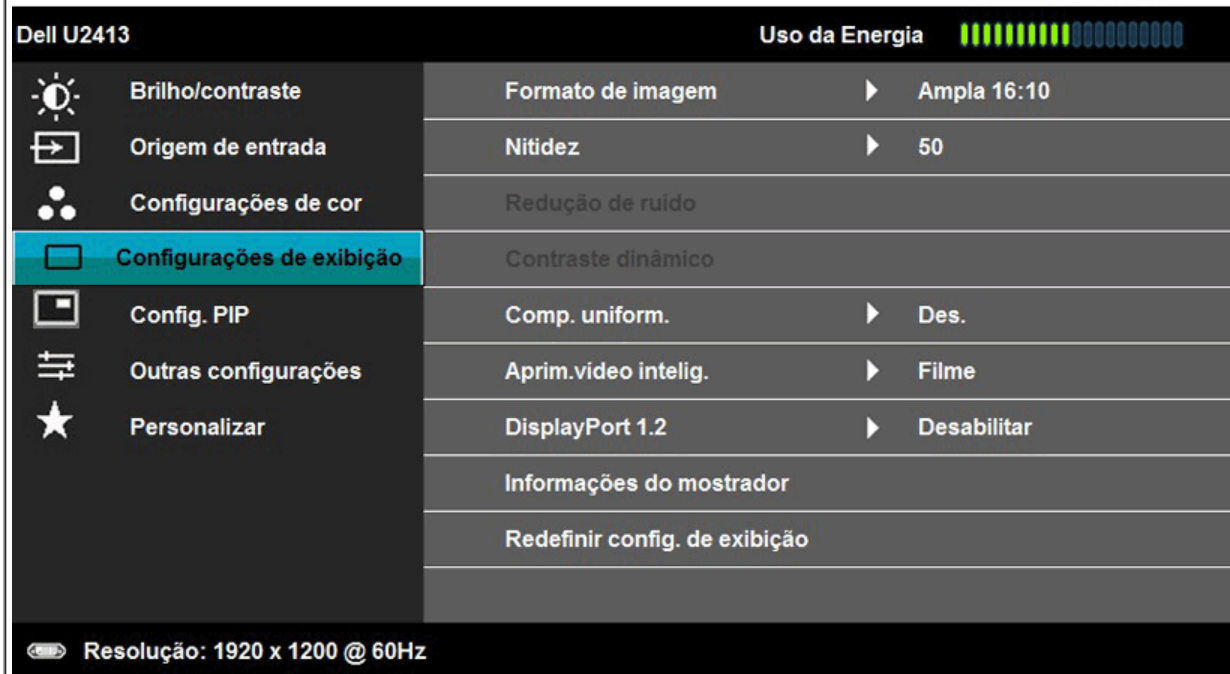 Dell U2413 Uso da Energia
Brilho/contraste Formato de imagem Ampla 16:10
Origem de entrada Nitidez 50
Configurações de cor Redução de ruído
Configurações de exibição Contraste dinâmico
Config. PIP Comp. uniform. Des.
Outras configurações Aprim.vídeo intelig. Filme
Personalizar DisplayPort 1.2 Desabilitar
Informações do mostrador
Redefinir config. de exibição
Resolução: 1920 x 1200 @ 60Hz